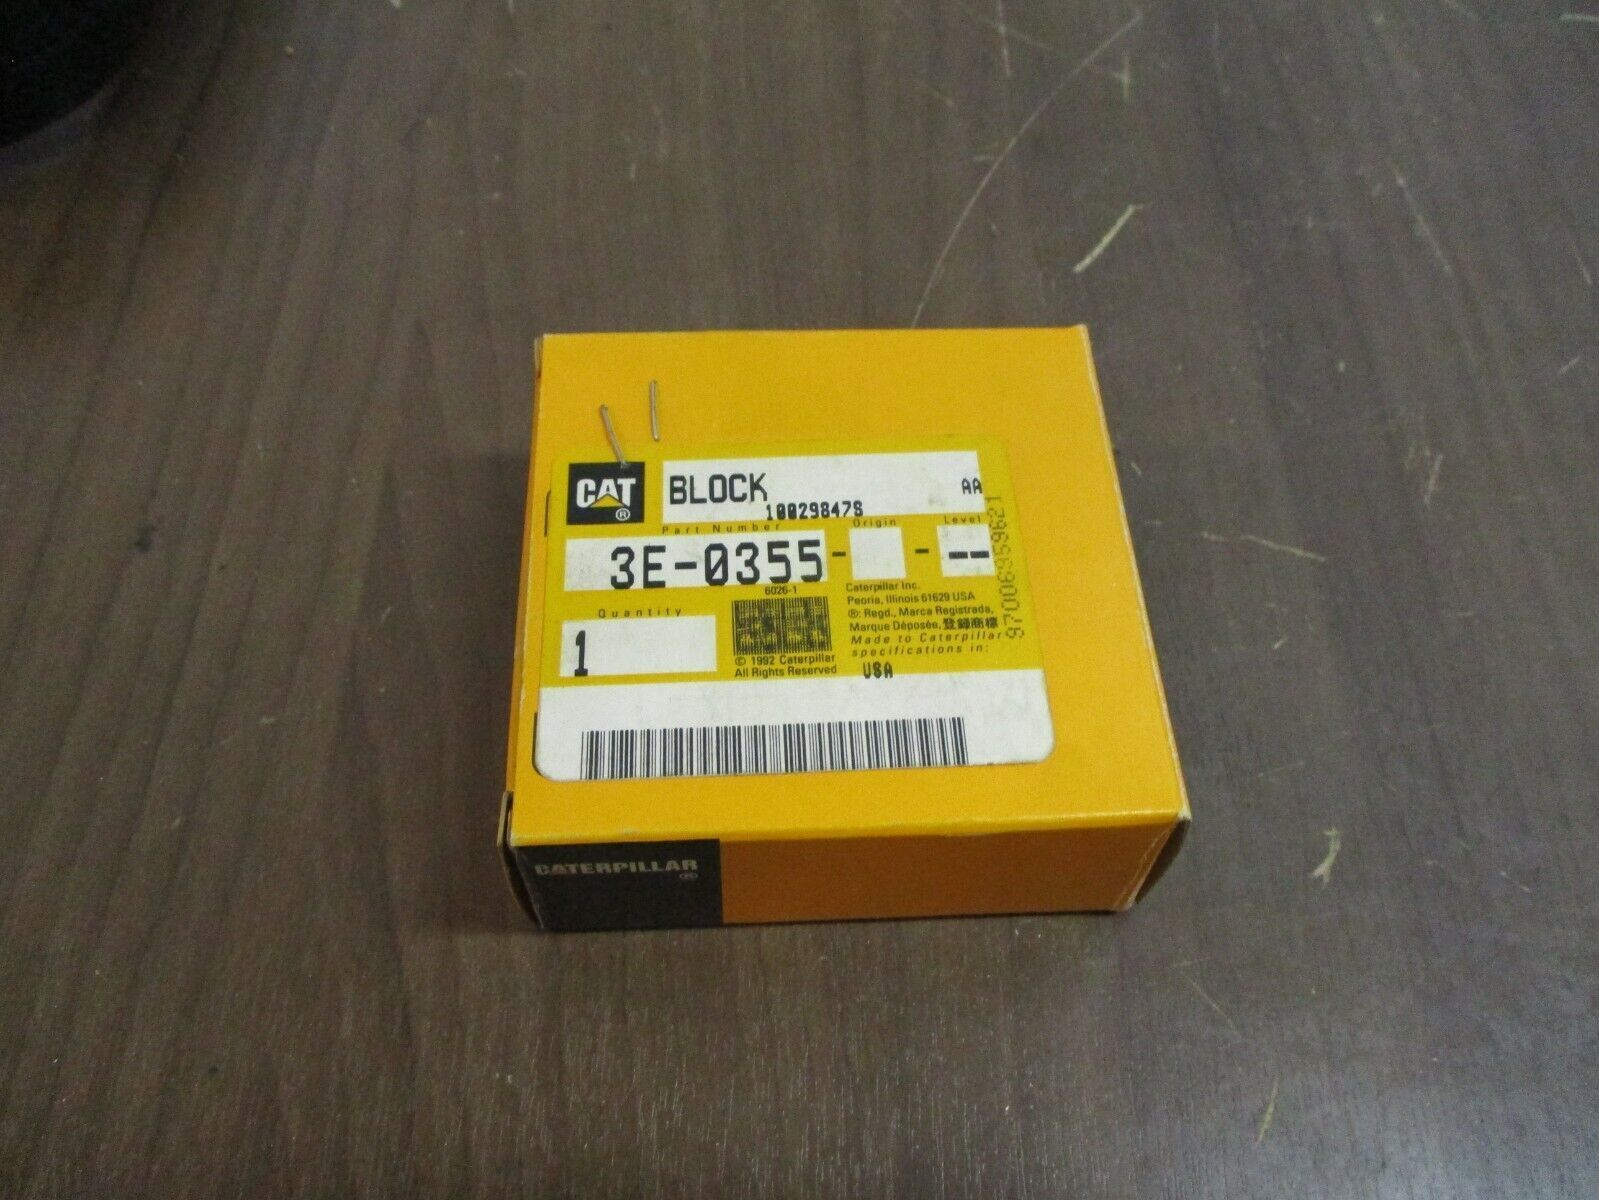 CAT
®
BLOCK
AA
10029847S
Part Number
Origin
Level
3E-0355- - --
6026-1
Quantity
1
© 1992 Caterpillar
All Rights Reserved
Caterpillar Inc.
Peoria, Illinois 61629 USA
®: Regd., Marca Registrada,
Marque Déposée, 登録商標
Made to Caterpillar
specifications in:
USA
97006959621
CATERPILLAR
®